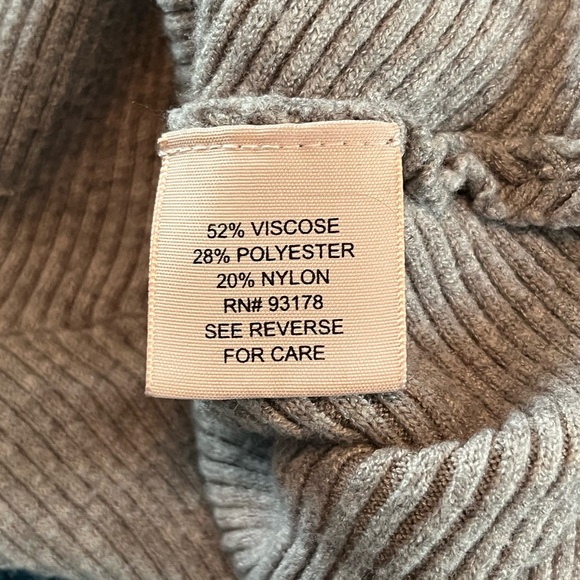 52% VISCOSE
28% POLYESTER
20% NYLON
RN# 93178
SEE REVERSE
FOR CARE